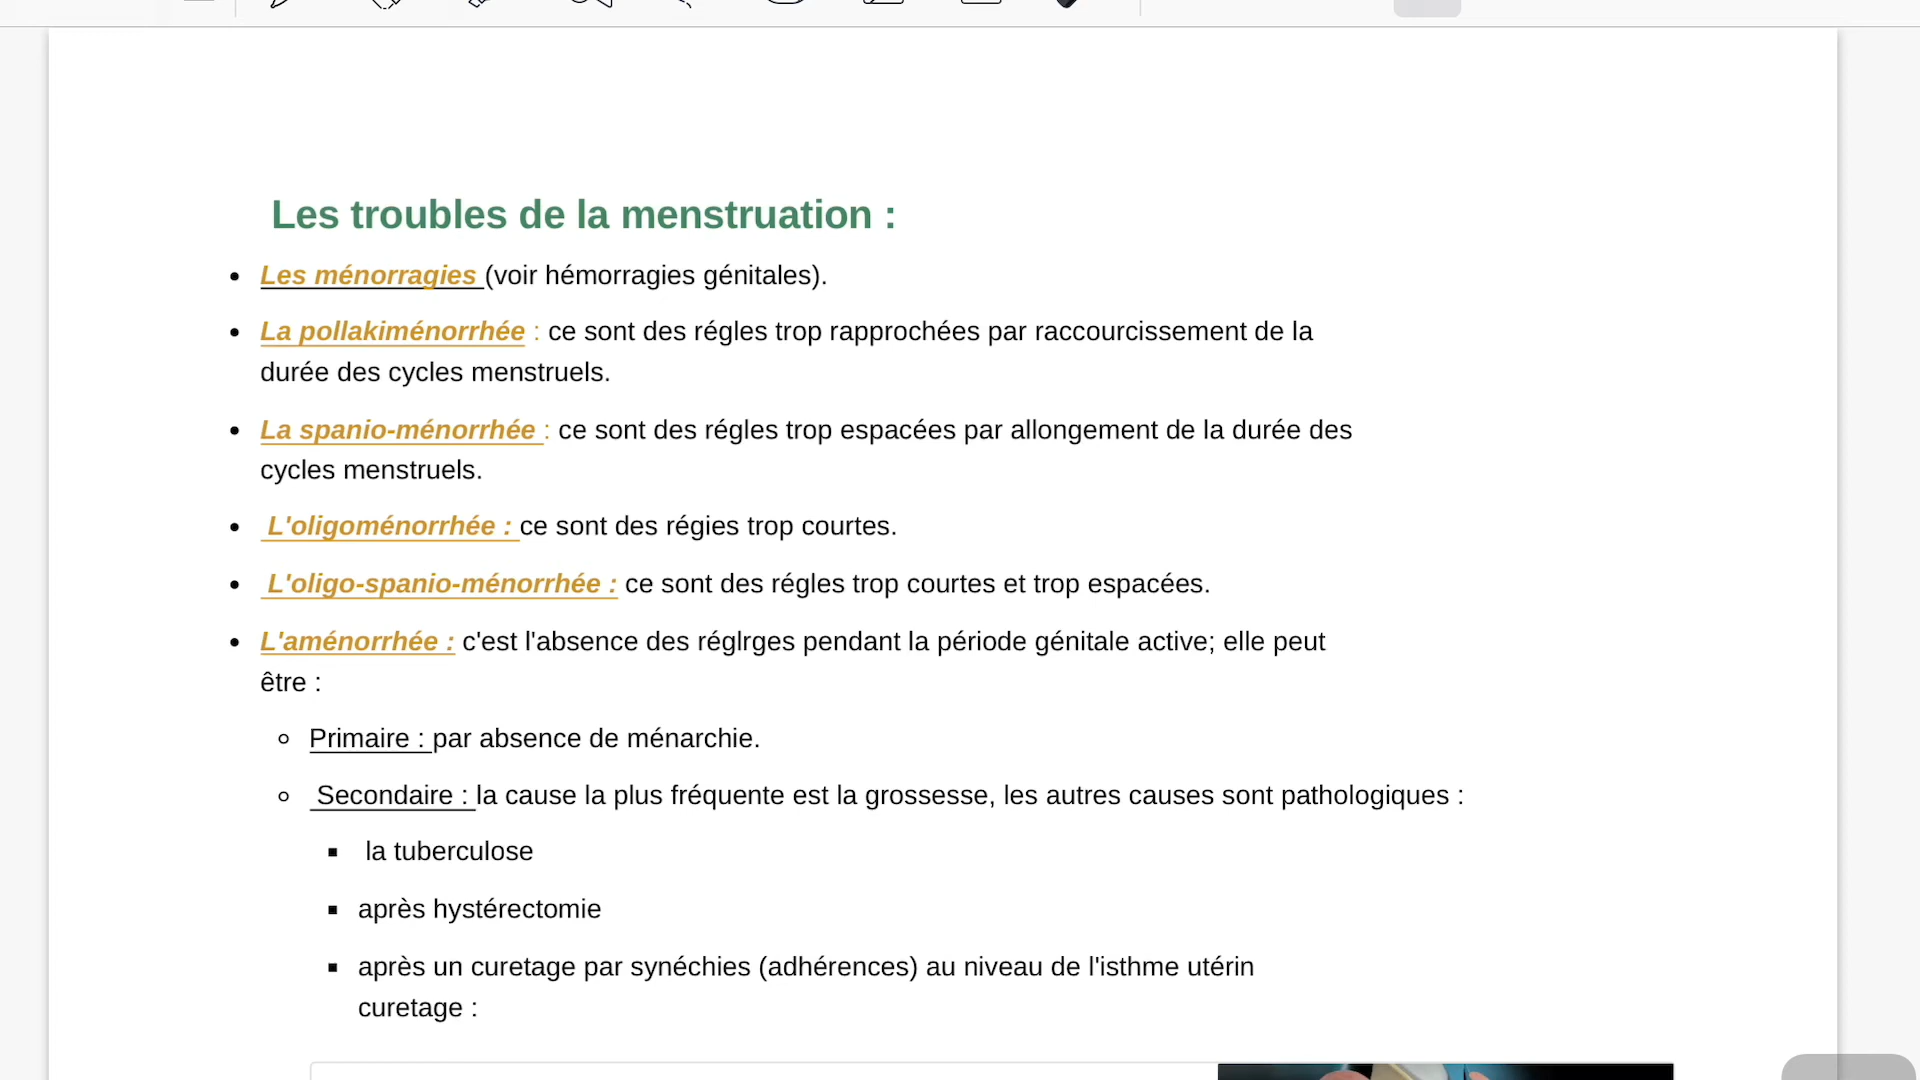 Les troubles de la menstruation :
• Les ménorragies (voir hémorragies génitales).
• La pollakiménorrhée : ce sont des régles trop rapprochées par raccourcissement de la
durée des cycles menstruels.
• La spanio-ménorrhée : ce sont des régles trop espacées par allongement de la durée des
cycles menstruels.
• L'oligoménorrhée : ce sont des régies trop courtes.
• L'oligo-spanio-ménorrhée : ce sont des régles trop courtes et trop espacées.
• L'aménorrhée : c'est l'absence des réglrges pendant la période génitale active; elle peut
être :
○ Primaire : par absence de ménarchie.
○ Secondaire : la cause la plus fréquente est la grossesse, les autres causes sont pathologiques :
▪ la tuberculose
▪ après hystérectomie
▪ après un curetage par synéchies (adhérences) au niveau de l'isthme utérin
curetage :